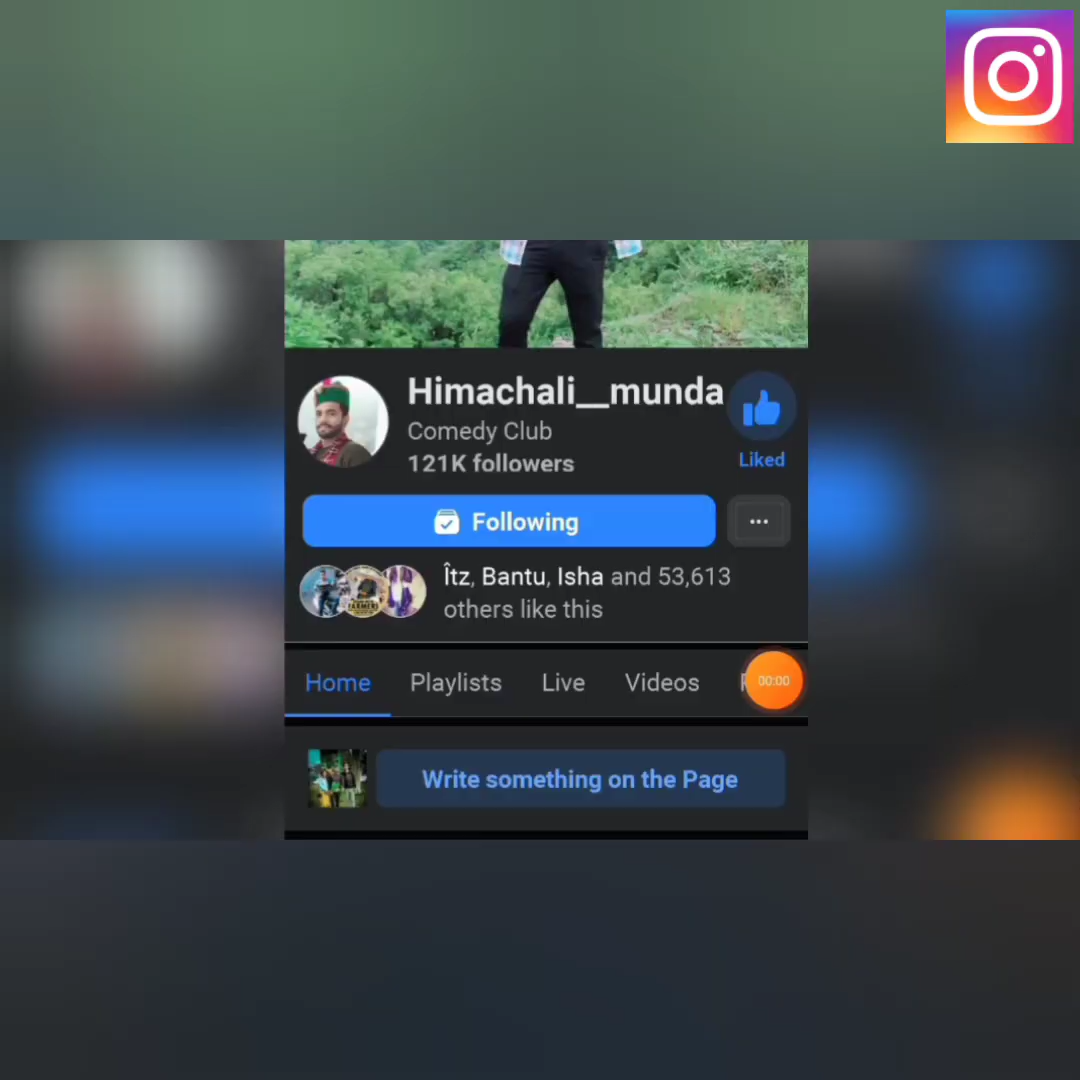 Himachali__munda
Comedy Club
121K followers
Liked
Following
Îtz, Bantu, Isha and 53,613
others like this
Home Playlists Live Videos
00:00
Write something on the Page